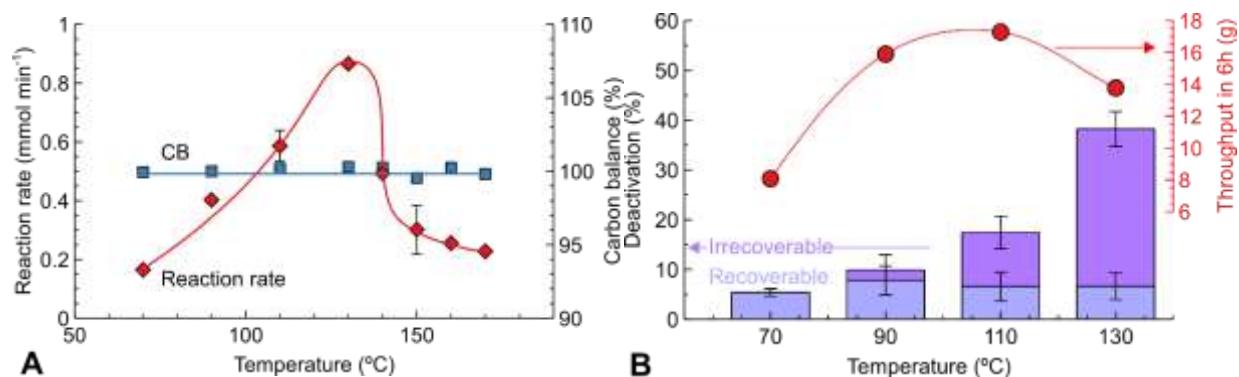 Reaction rate (mmol min⁻¹)
1
0.8
0.6
0.4
0.2
0
CB
Reaction rate
110
105
100
95
90
Carbon balance (%)
50
100
150
Temperature (ºC)
A
Deactivation (%)
60
50
40
30
20
10
0
Irrecoverable
Recoverable
18
16
14
12
10
8
6
Throughput in 6h (g)
70
90
110
130
Temperature (ºC)
B